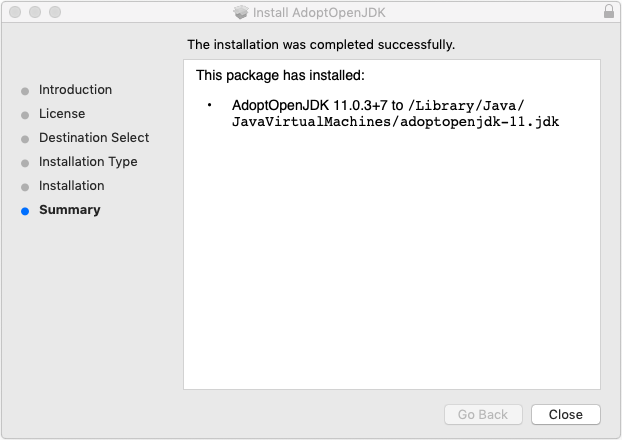 Install AdoptOpenJDK
The installation was completed successfully.
Introduction
License
Destination Select
Installation Type
Installation
Summary
This package has installed:
• AdoptOpenJDK 11.0.3+7 to /Library/Java/
JavaVirtualMachines/adoptopenjdk-11.jdk
Go Back
Close